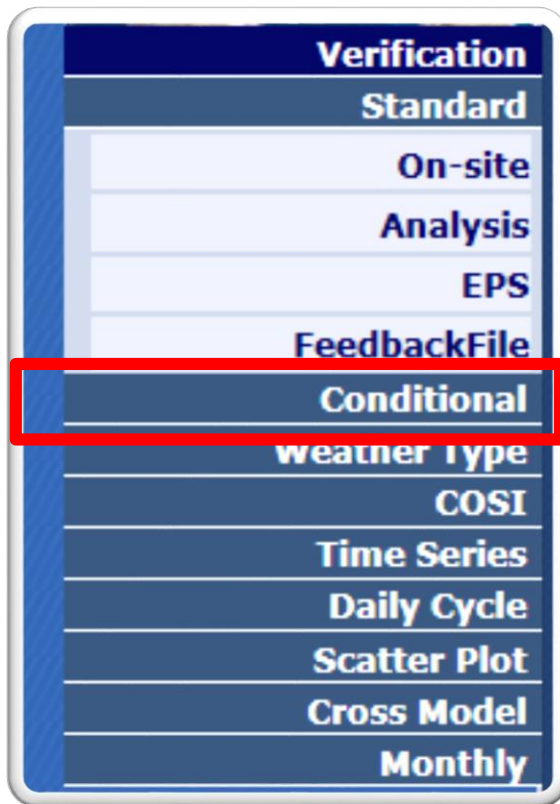 Verification
Standard
On-site
Analysis
EPS
FeedbackFile
Conditional
Weather Type
COSI
Time Series
Daily Cycle
Scatter Plot
Cross Model
Monthly